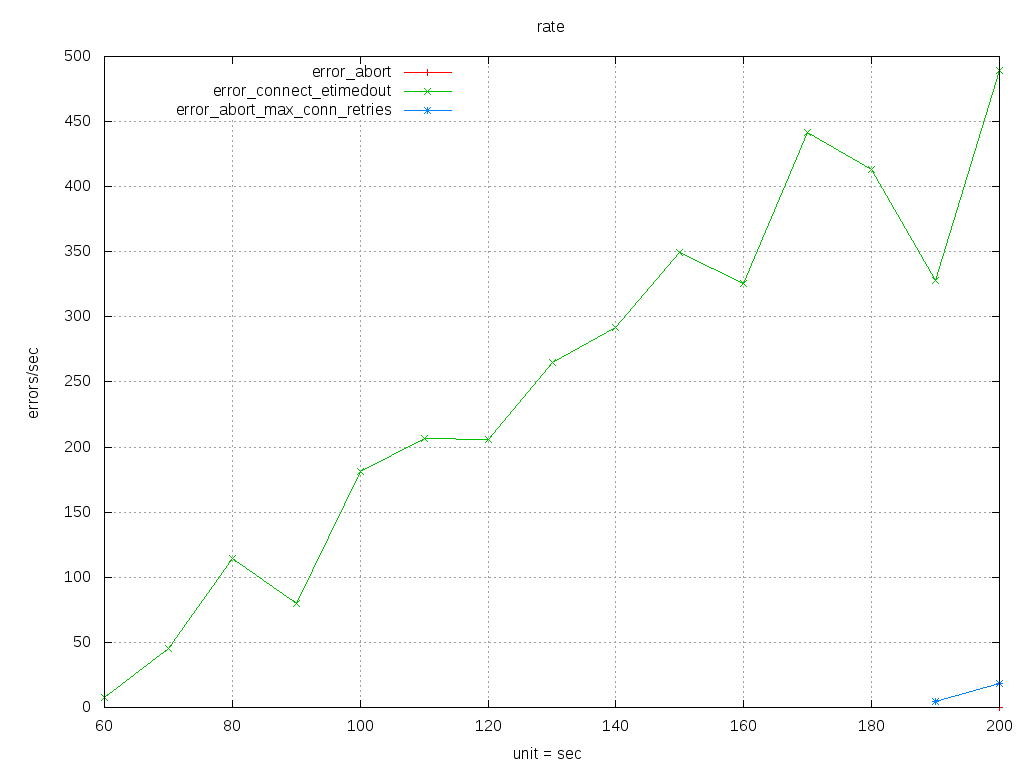 rate
error_abort
error_connect_etimedout
error_abort_max_conn_retries
500
450
400
350
300
250
200
150
100
50
0
errors/sec
60 80 100 120 140 160 180 200
unit = sec